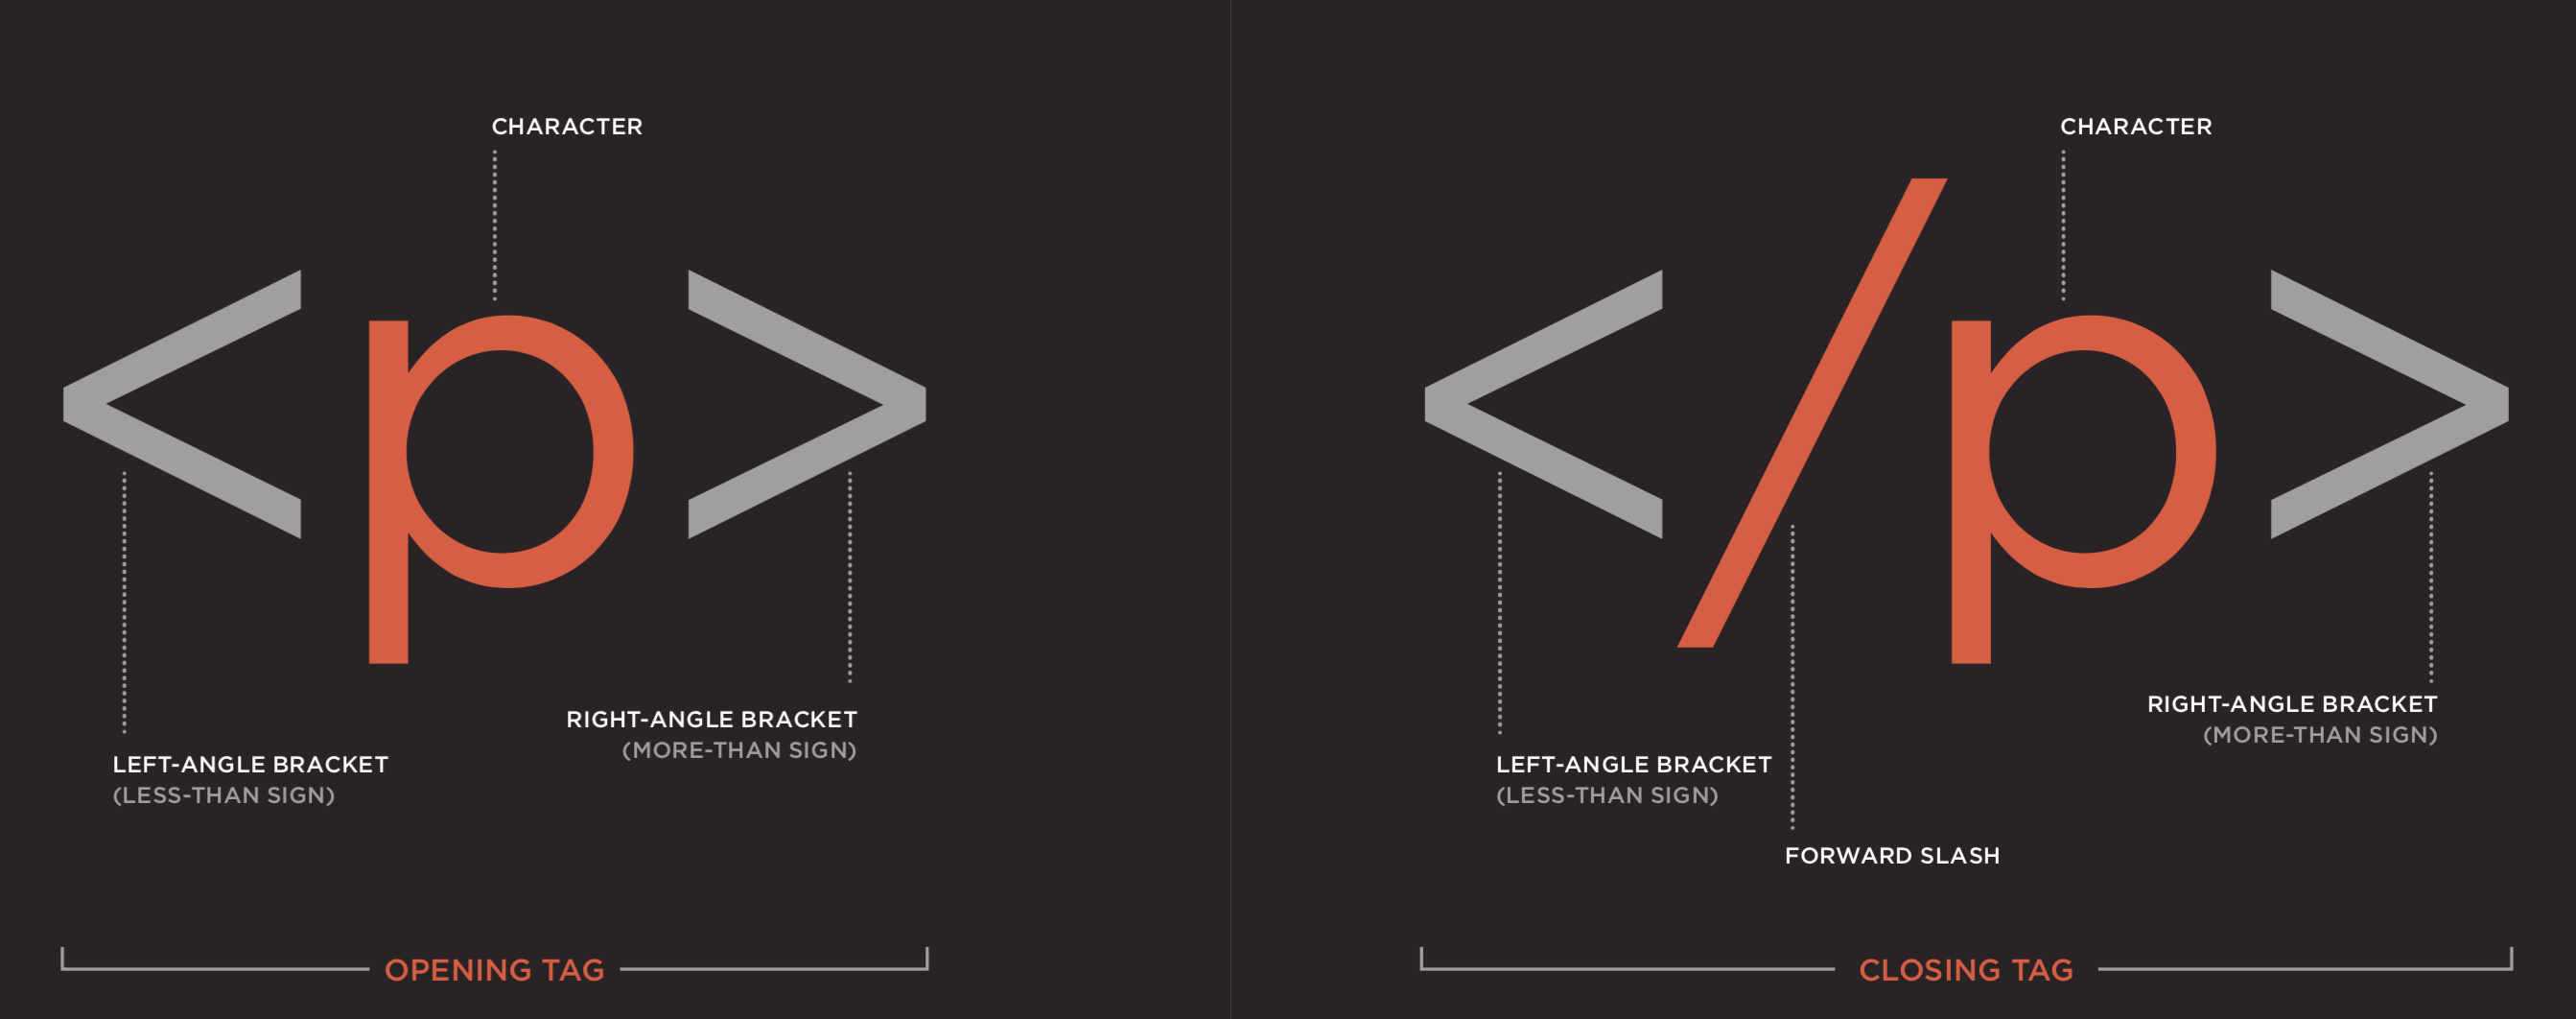 CHARACTER
<p>
LEFT-ANGLE BRACKET
(LESS-THAN SIGN)
RIGHT-ANGLE BRACKET
(MORE-THAN SIGN)
OPENING TAG
CHARACTER
</p>
LEFT-ANGLE BRACKET
(LESS-THAN SIGN)
FORWARD SLASH
RIGHT-ANGLE BRACKET
(MORE-THAN SIGN)
CLOSING TAG